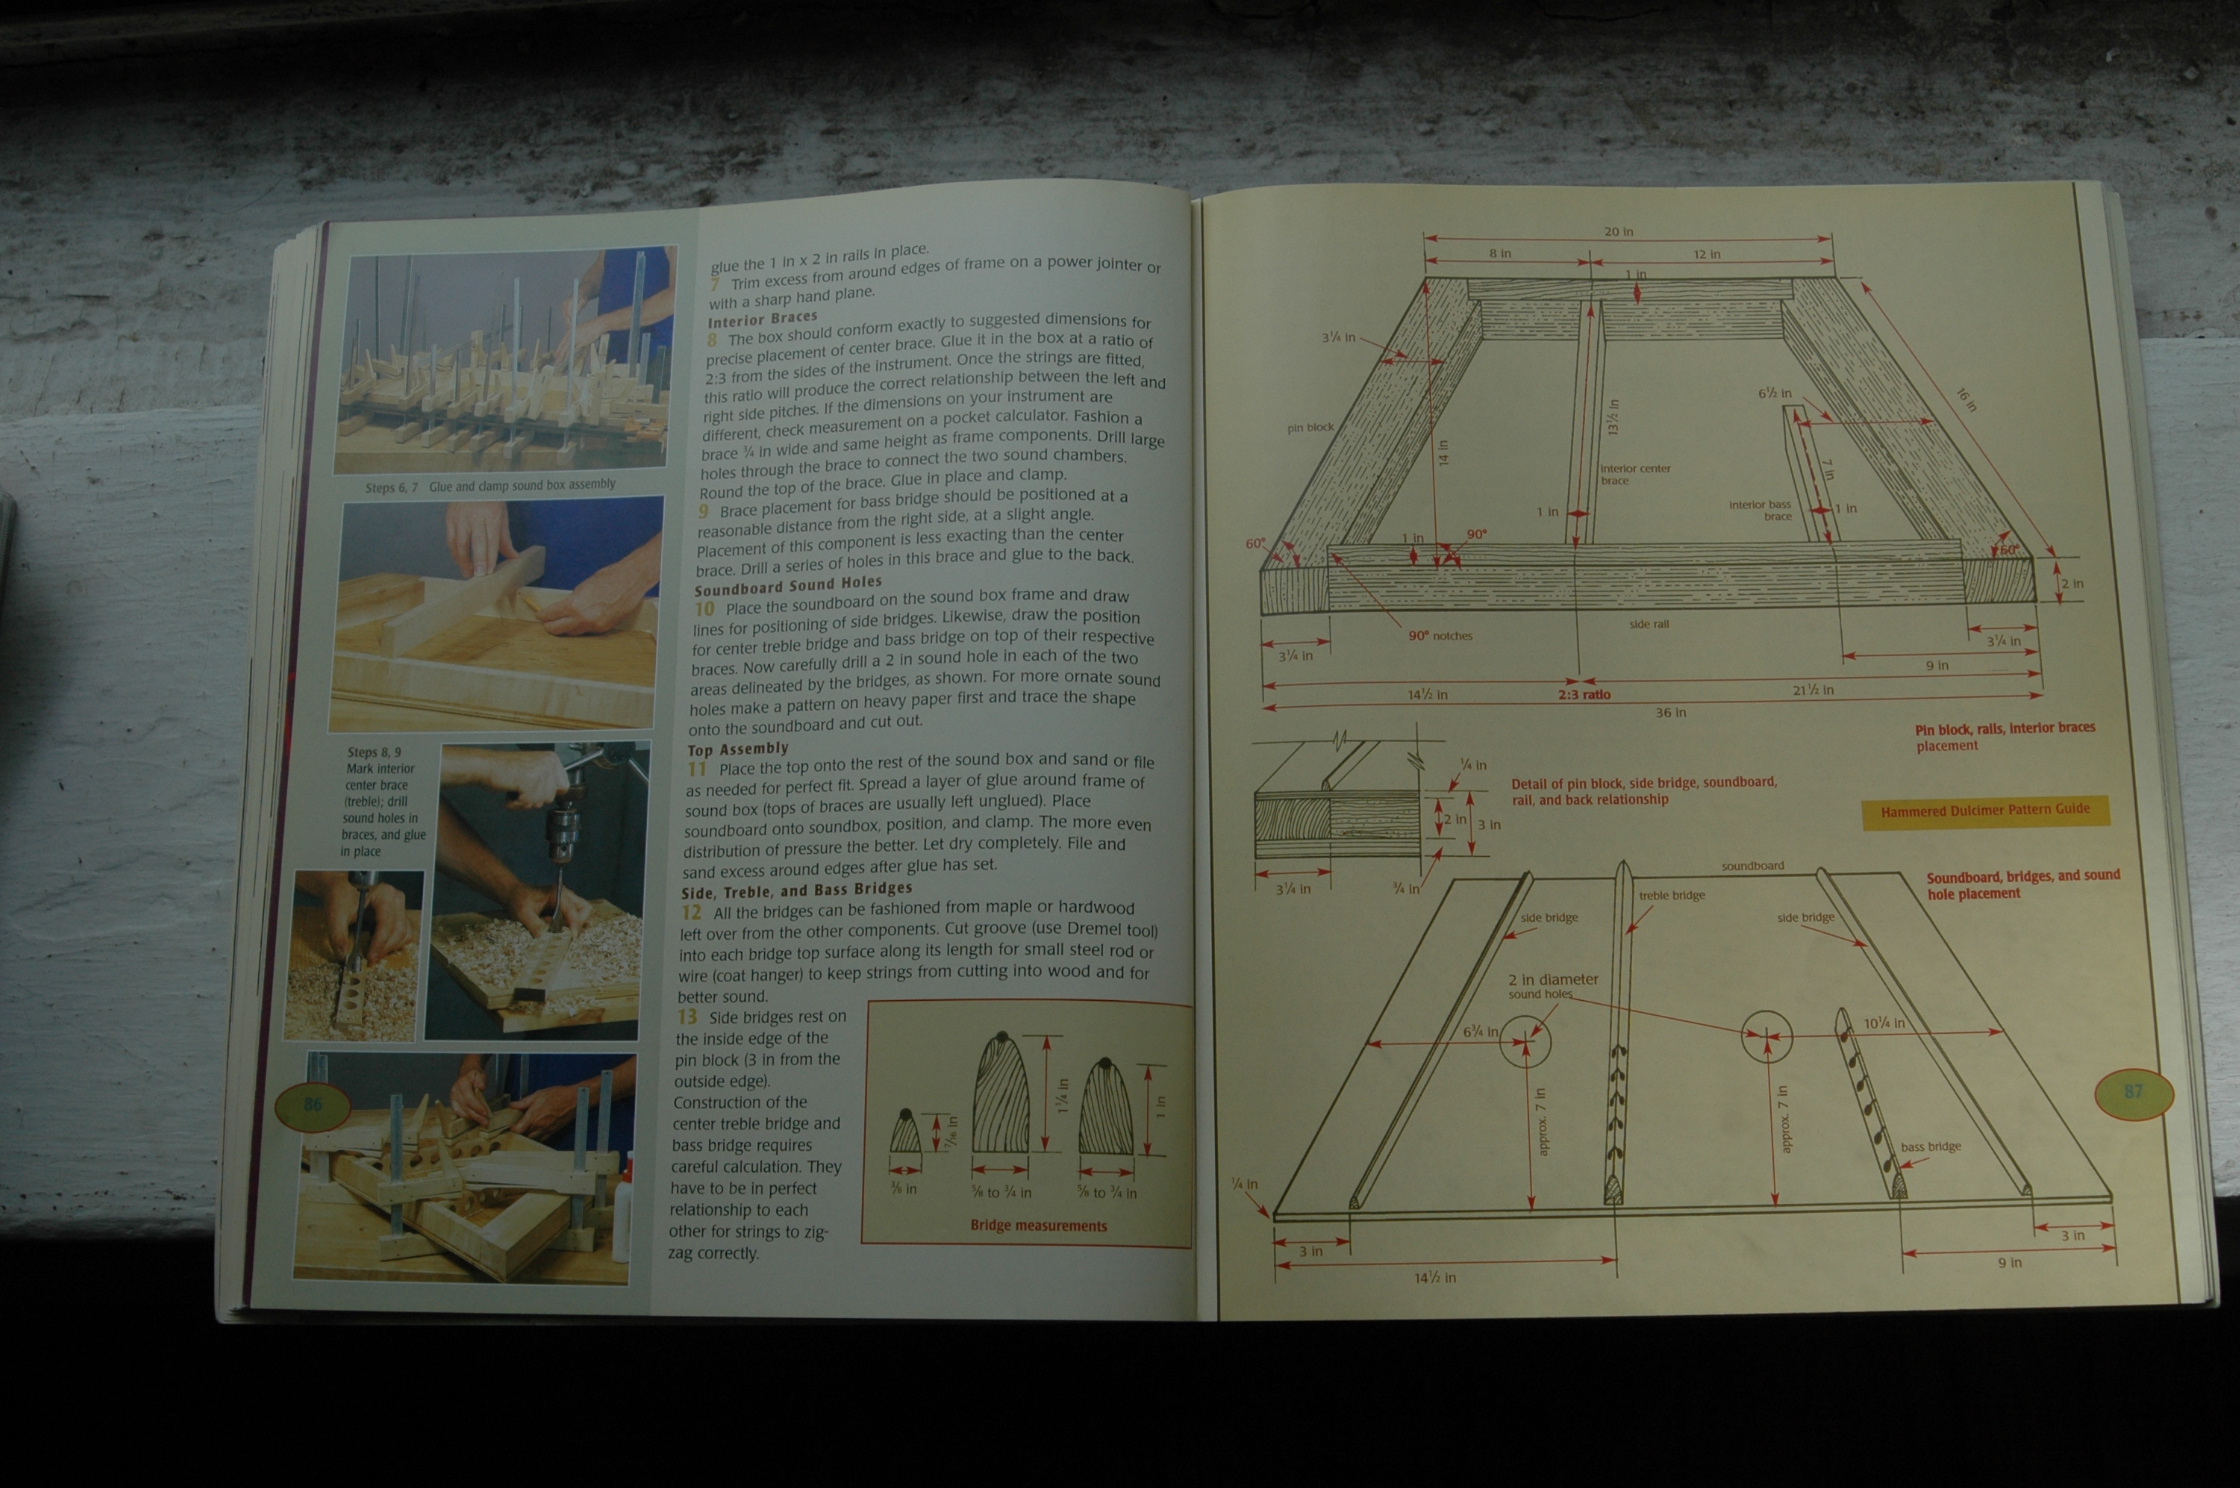 glue the 1 in x 2 in rails in place.
7 Trim excess from around edges of frame on a power jointer or
with a sharp hand plane.
Interior Braces
8 The box should conform exactly to suggested dimensions for
precise placement of center brace. Glue it in the box at a ratio of
2:3 from the sides of the instrument. Once the strings are fitted,
this ratio will produce the correct relationship between the left and
right side pitches. If the dimensions on your instrument are
different, check measurement on a pocket calculator. Fashion a
brace ¾ in wide and same height as frame components. Drill large
holes through the brace to connect the two sound chambers.
Round the top of the brace. Glue in place and clamp.
9 Brace placement for bass bridge should be positioned at a
reasonable distance from the right side, at a slight angle.
Placement of this component is less exacting than the center
brace. Drill a series of holes in this brace and glue to the back.
Soundboard Sound Holes
10 Place the soundboard on the sound box frame and draw
lines for positioning of side bridges. Likewise, draw the position
for center treble bridge and bass bridge on top of their respective
braces. Now carefully drill a 2 in sound hole in each of the two
areas delineated by the bridges, as shown. For more ornate sound
holes make a pattern on heavy paper first and trace the shape
onto the soundboard and cut out.
Top Assembly
11 Place the top onto the rest of the sound box and sand or file
as needed for perfect fit. Spread a layer of glue around frame of
sound box (tops of braces are usually left unglued). Place
soundboard onto soundbox, position, and clamp. The more even
distribution of pressure the better. Let dry completely. File and
sand excess around edges after glue has set.
Side, Treble, and Bass Bridges
12 All the bridges can be fashioned from maple or hardwood
left over from the other components. Cut groove (use Dremel tool)
into each bridge top surface along its length for small steel rod or
wire (coat hanger) to keep strings from cutting into wood and for
better sound.
13 Side bridges rest on
the inside edge of the
pin block (3 in from the
outside edge).
Construction of the
center treble bridge and
bass bridge requires
careful calculation. They
have to be in perfect
relationship to each
other for strings to zig-
zag correctly.
Steps 6, 7 Glue and clamp sound box assembly
Steps 8, 9
Mark interior
center brace
(treble); drill
sound holes in
braces, and glue
in place
86
7/16 in
1¼ in
1 in
⅜ in
⅝ to ¾ in
⅝ to ¾ in
Bridge measurements
20 in
8 in
12 in
1 in
3¼ in
16 in
6½ in
pin block
14 in
13½ in
7 in
interior center
brace
interior bass
brace
1 in
1 in
60°
1 in
90°
60°
2 in
side rail
90° notches
3¼ in
3¼ in
9 in
14½ in
2:3 ratio
21½ in
36 in
Pin block, rails, interior braces
placement
¼ in
2 in
3 in
3¼ in
¾ in
Detail of pin block, side bridge, soundboard,
rail, and back relationship
Hammered Dulcimer Pattern Guide
soundboard
Soundboard, bridges, and sound
hole placement
side bridge
treble bridge
side bridge
2 in diameter
sound holes
6¾ in
10¼ in
approx. 7 in
approx. 7 in
bass bridge
¼ in
3 in
3 in
14½ in
9 in
87